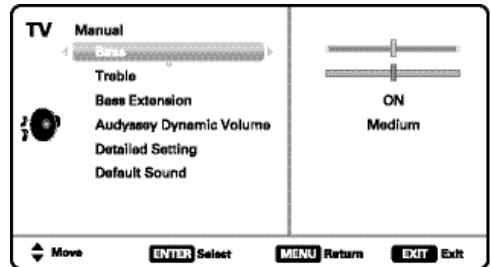 TV
Manual
Bass
Treble
Bass Extension ON
Audyssey Dynamic Volume Medium
Detailed Setting
Default Sound
Move ENTER Select MENU Return EXIT Exit